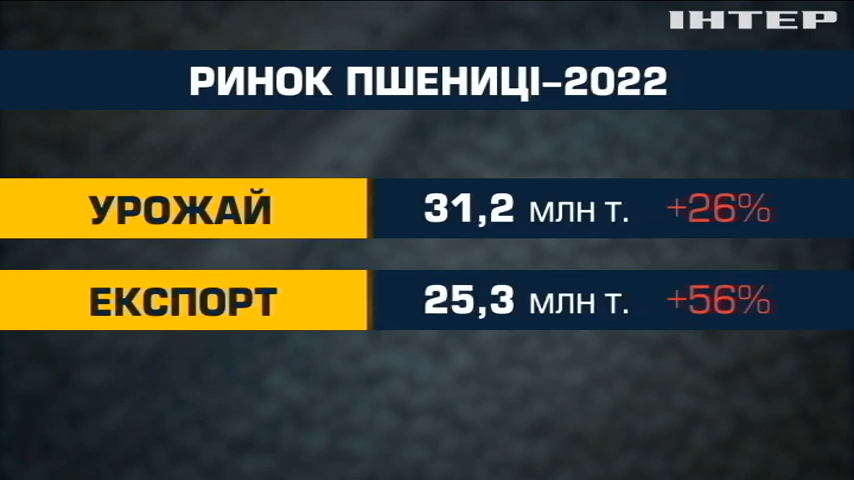 ІНТЕР
РИНОК ПШЕНИЦІ–2022
УРОЖАЙ 31,2 МЛН Т. +26%
ЕКСПОРТ 25,3 МЛН Т. +56%